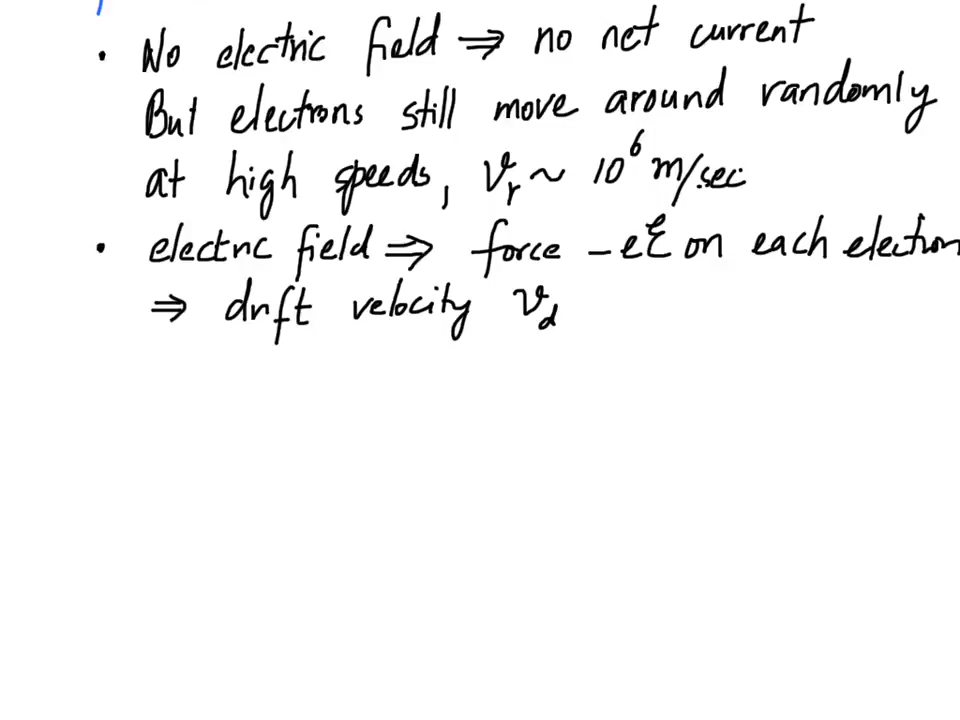 · No electric field ⇒ no net current
But electrons still move around randomly
at high speeds, v_r ~ 10^6 m/sec
· electric field ⇒ force -eE on each electron
⇒ drift velocity v_d